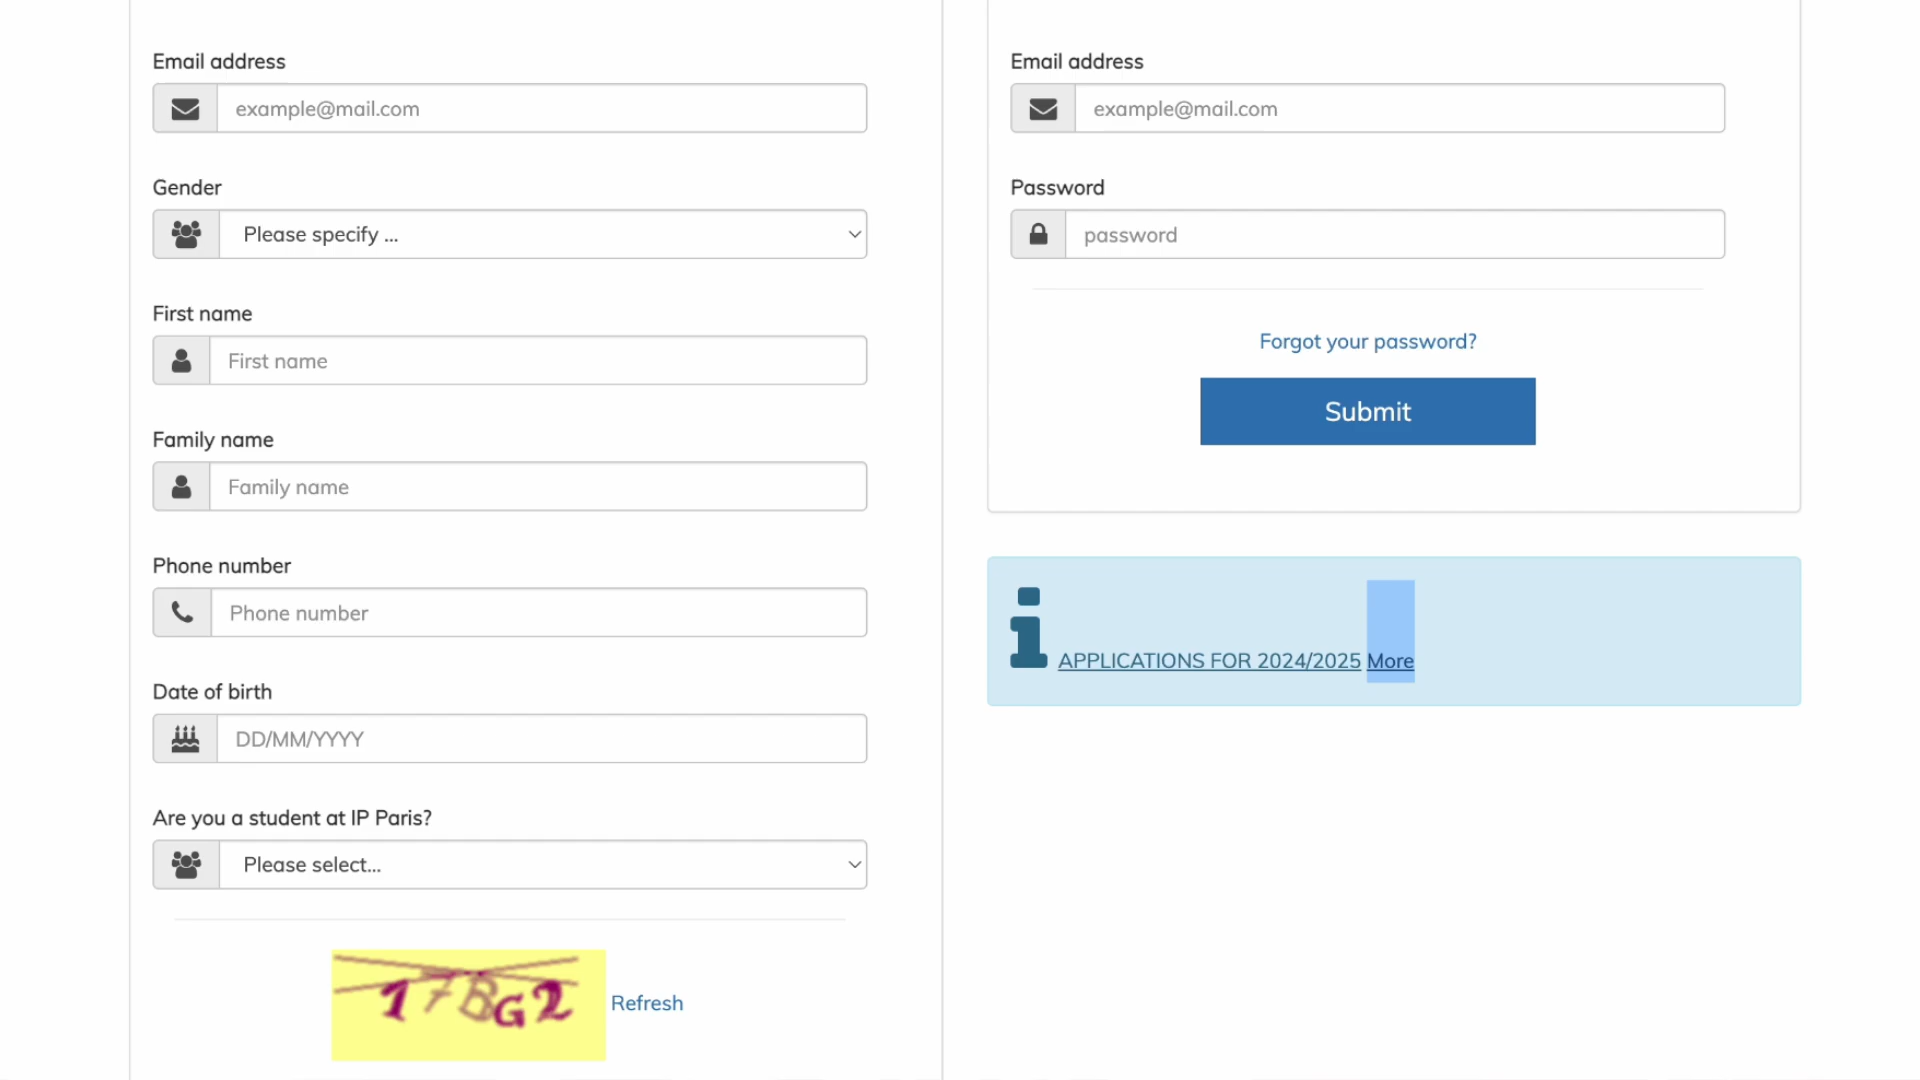 Email address
example@mail.com
Gender
Please specify ...
First name
First name
Family name
Family name
Phone number
Phone number
Date of birth
DD/MM/YYYY
Are you a student at IP Paris?
Please select...
17BG2
Refresh
Email address
example@mail.com
Password
password
Forgot your password?
Submit
APPLICATIONS FOR 2024/2025 More